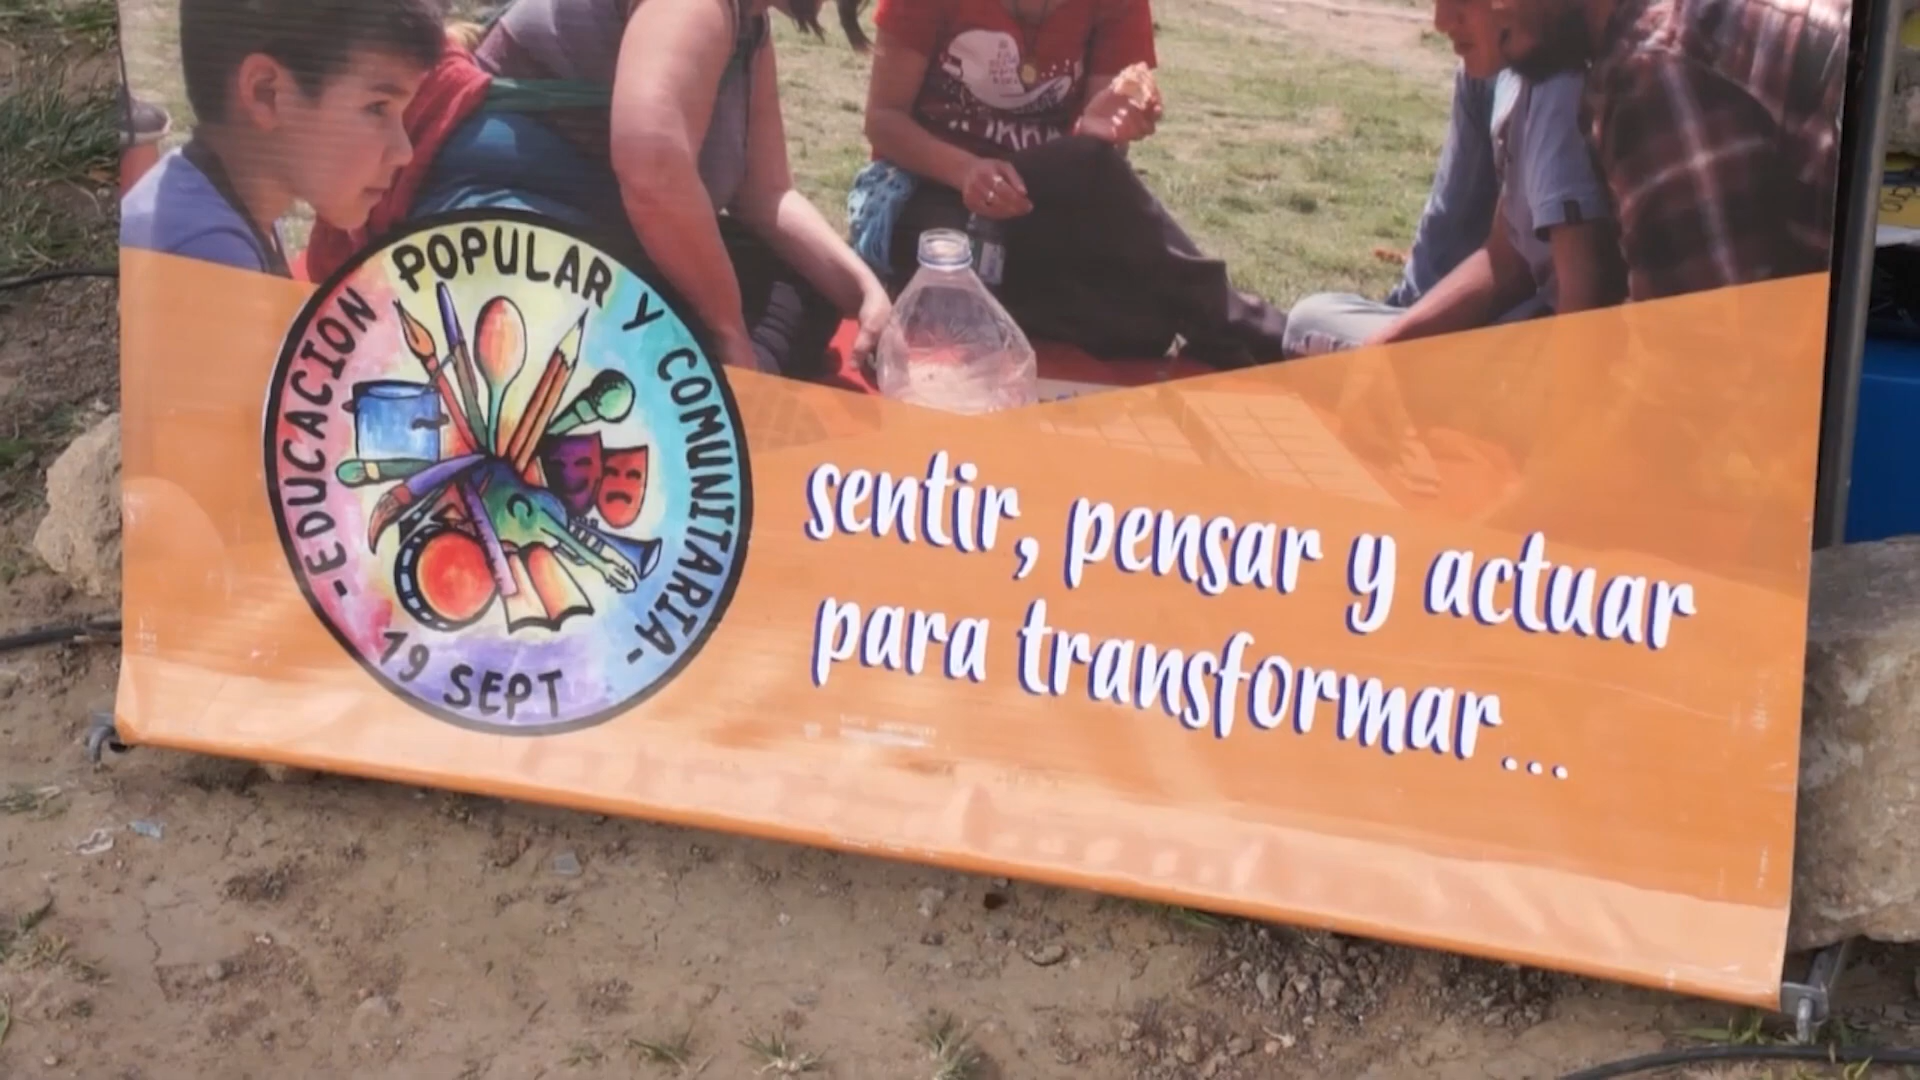 - EDUCACION POPULAR Y COMUNITARIA -
19 SEPT
sentir, pensar y actuar
para transformar...